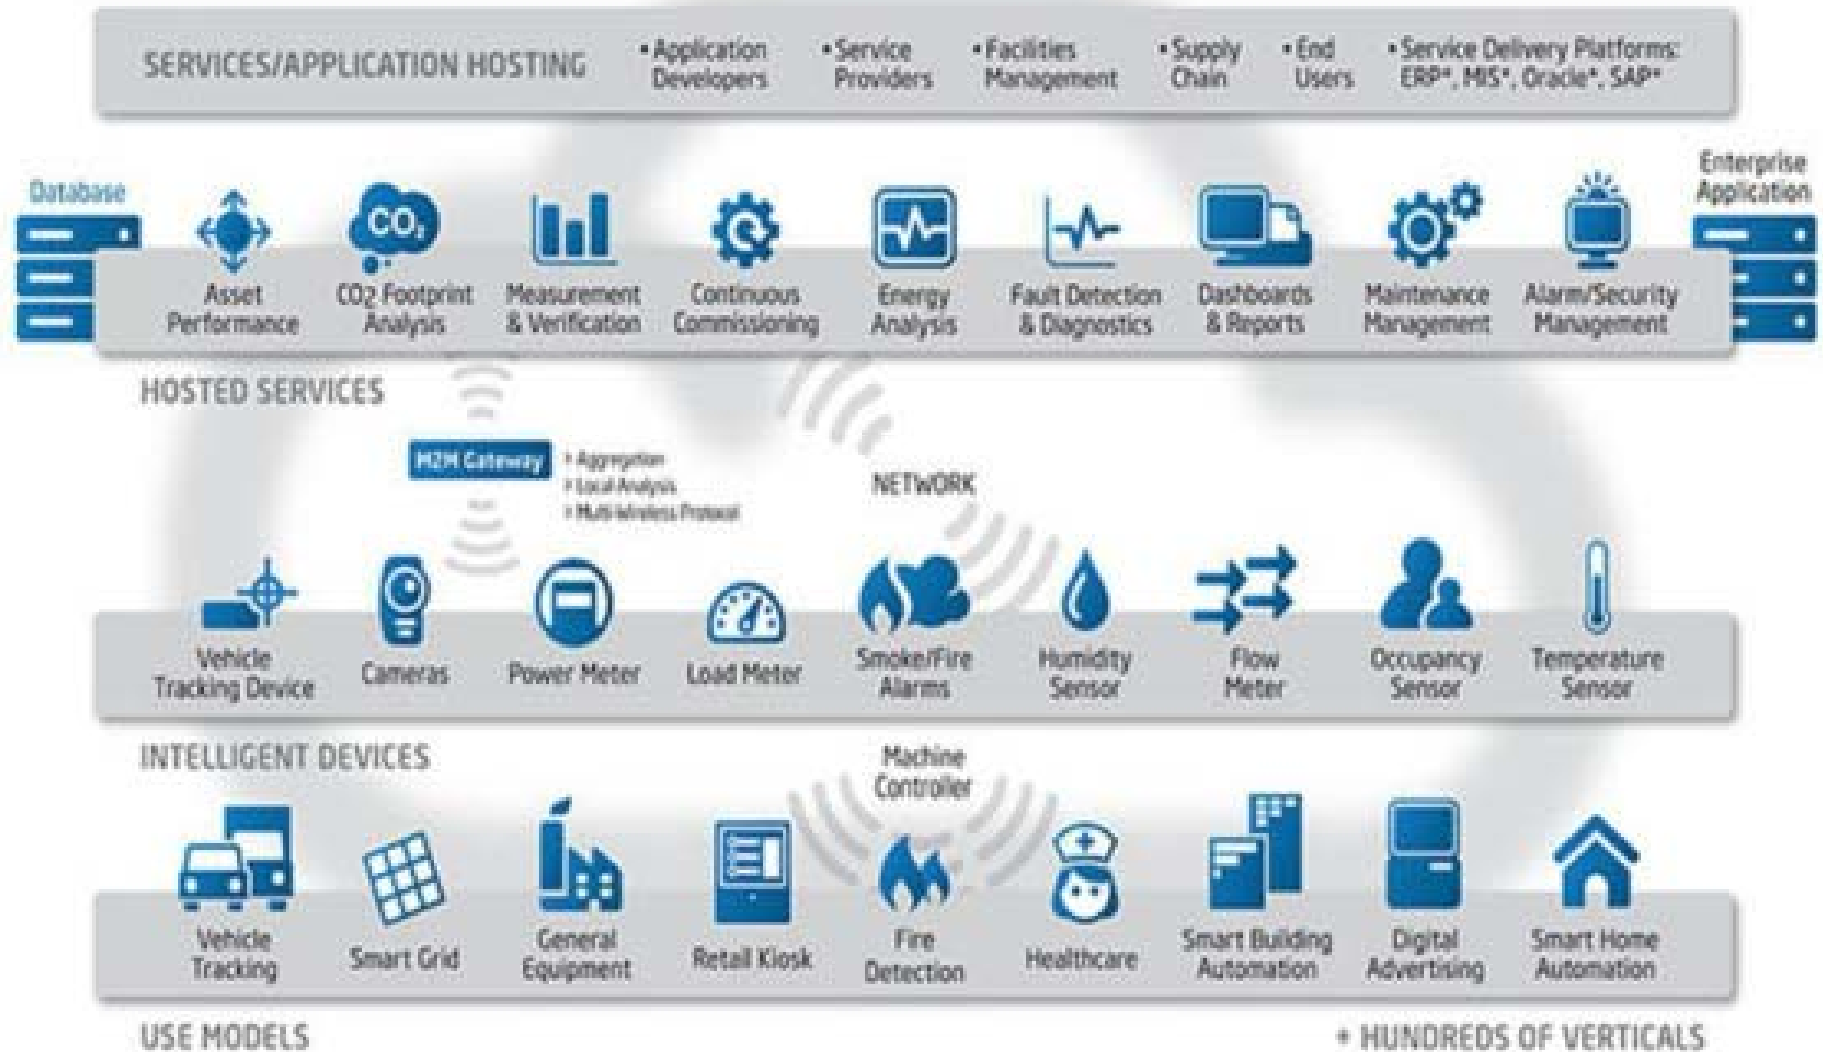 SERVICES/APPLICATION HOSTING
• Application
Developers
• Service
Providers
• Facilities
Management
• Supply
Chain
• End
Users
• Service Delivery Platforms:
ERP*, MIS*, Oracle*, SAP*
Database
Enterprise
Application
CO2
Asset
Performance
CO2 Footprint
Analysis
Measurement
& Verification
Continuous
Commissioning
Energy
Analysis
Fault Detection
& Diagnostics
Dashboards
& Reports
Maintenance
Management
Alarm/Security
Management
HOSTED SERVICES
M2M Gateway
› Aggregation
› Local Analysis
› Multi-Wireless Protocol
NETWORK
Vehicle
Tracking Device
Cameras
Power Meter
Load Meter
Smoke/Fire
Alarms
Humidity
Sensor
Flow
Meter
Occupancy
Sensor
Temperature
Sensor
INTELLIGENT DEVICES
Machine
Controller
Vehicle
Tracking
Smart Grid
General
Equipment
Retail Kiosk
Fire
Detection
Healthcare
Smart Building
Automation
Digital
Advertising
Smart Home
Automation
USE MODELS
+ HUNDREDS OF VERTICALS